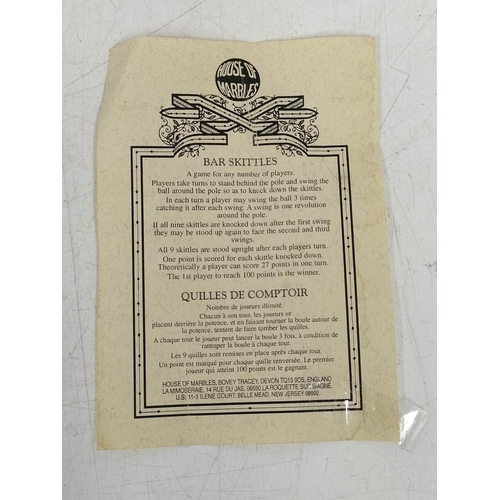 HOUSE OF
MARBLES
BAR SKITTLES
A game for any number of players.
Players take turns to stand behind the pole and swing the
ball around the pole so as to knock down the skittles.
In each turn a player may swing the ball 3 times
catching it after each swing. A swing is one revolution
around the pole.
If all nine skittles are knocked down after the first swing
they may be stood up again to face the second and third
swings.
All 9 skittles are stood upright after each players turn.
One point is scored for each skittle knocked down.
Theoretically a player can score 27 points in one turn.
The 1st player to reach 100 points is the winner.
QUILLES DE COMPTOIR
Nombre de joueurs illimité.
Chacun à son tour, les joueurs se
placent derrière la potence, et en faisant tourner la boule autour de
la potence, tentent de faire tomber les quilles.
A chaque tour le joueur peut lancer la boule 3 fois, à condition de
rattraper la boule à chaque tour.
Les 9 quilles sont remises en place après chaque tour.
Un point est marqué pour chaque quille renversée. Le premier
joueur qui atteint 100 points est le gagnant.
HOUSE OF MARBLES, BOVEY TRACEY, DEVON TQ13 9DS, ENGLAND
LA MIMOSERAIE, 14 RUE DU JAS, 06550 LA ROQUETTE SUR SIAGNE.
U.S: 11-3 ILENE COURT, BELLE MEAD, NEW JERSEY 08502.